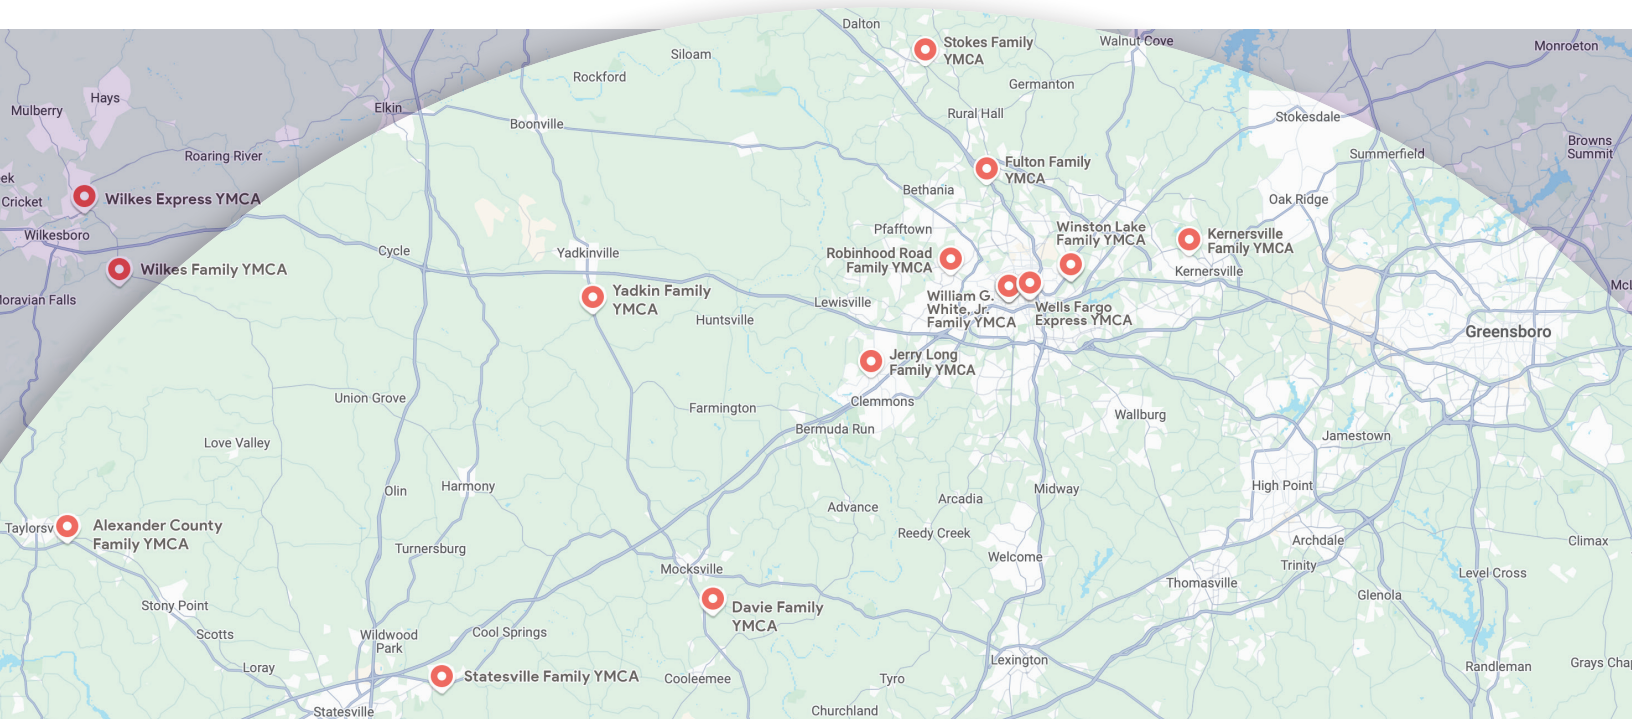 Dalton
Stokes Family
YMCA
Walnut Cove
Monroeton
Siloam
Rockford
Germanton
Hays
Mulberry
Elkin
Rural Hall
Stokesdale
Boonville
Browns
Summit
Roaring River
Summerfield
Fulton Family
YMCA
ek
Bethania
Wilkes Express YMCA
Cricket
Oak Ridge
Pfafftown
Winston Lake
Family YMCA
Kernersville
Family YMCA
Wilkesboro
Cycle
Yadkinville
Robinhood Road
Family YMCA
Wilkes Family YMCA
Kernersville
McL
Yadkin Family
YMCA
Moravian Falls
Lewisville
William G.
White, Jr.
Family YMCA
Wells Fargo
Express YMCA
Huntsville
Greensboro
Jerry Long
Family YMCA
Union Grove
Clemmons
Farmington
Wallburg
Bermuda Run
Love Valley
Jamestown
Harmony
Olin
High Point
Midway
Arcadia
Advance
Taylorsv
Alexander County
Family YMCA
Reedy Creek
Archdale
Climax
Turnersburg
Welcome
Mocksville
Trinity
Level Cross
Thomasville
Glenola
Stony Point
Davie Family
YMCA
Scotts
Wildwood
Park
Cool Springs
Lexington
Loray
Randleman
Grays Chap
Statesville Family YMCA
Cooleemee
Tyro
Statesville
Churchland